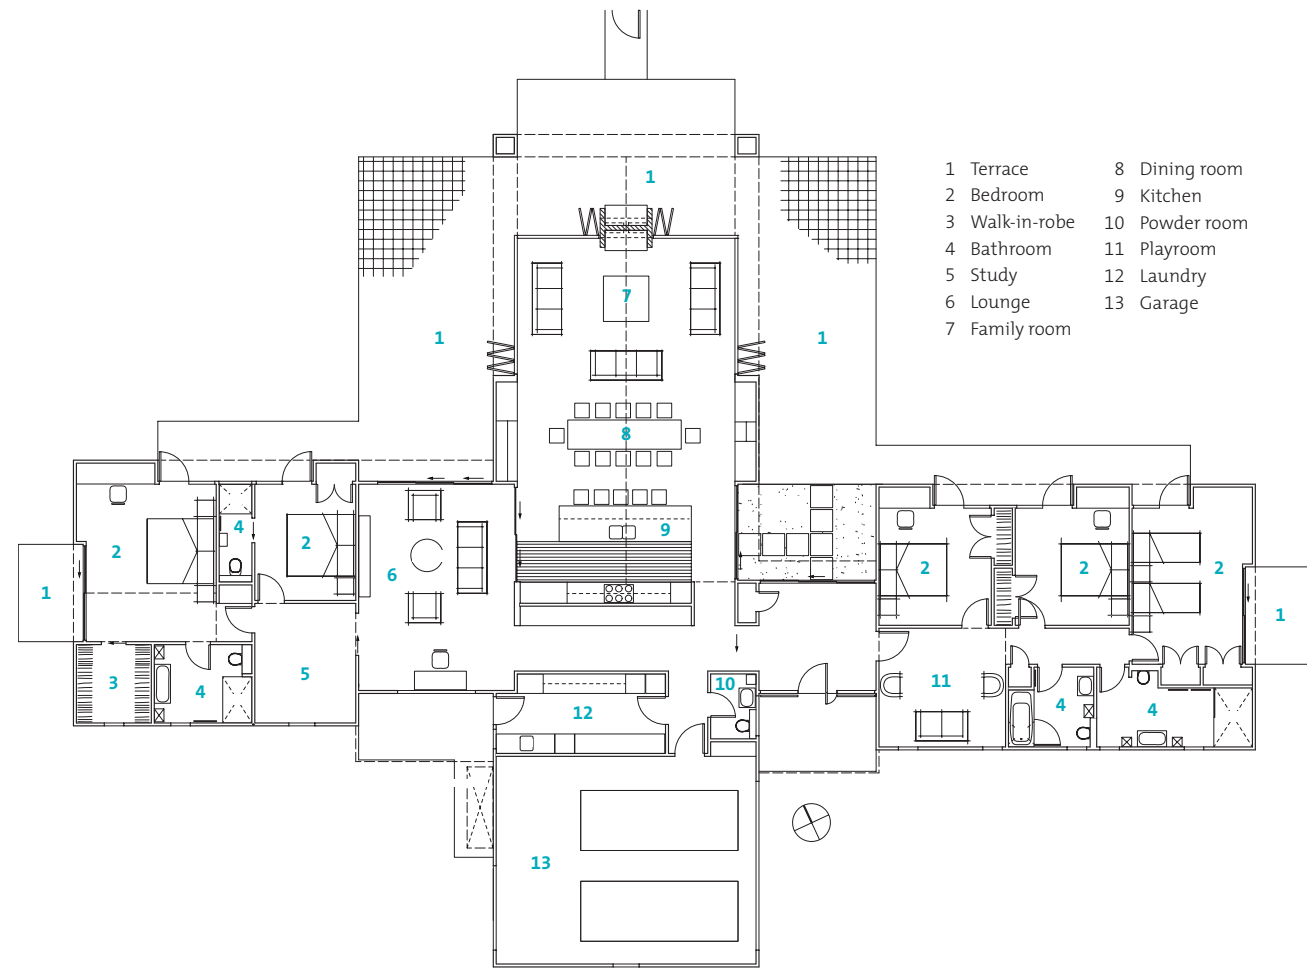 1
1 Terrace
2 Bedroom
3 Walk-in-robe
4 Bathroom
5 Study
6 Lounge
7 Family room
8 Dining room
9 Kitchen
10 Powder room
11 Playroom
12 Laundry
13 Garage
7
1
1
8
9
4
2
2
6
2
2
2
1
1
3
4
5
10
11
12
4
4
13